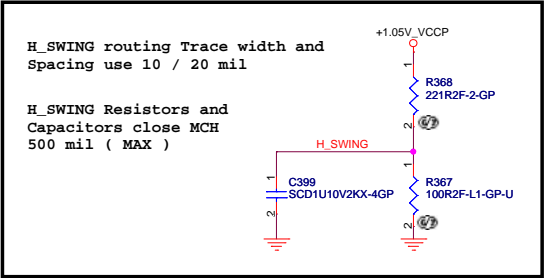 H_SWING routing Trace width and
Spacing use 10 / 20 mil
H_SWING Resistors and
Capacitors close MCH
500 mil ( MAX )
+1.05V_VCCP
1
R368
221R2F-2-GP
2
H_SWING
1
C399
SCD1U10V2KX-4GP
2
1
R367
100R2F-L1-GP-U
2